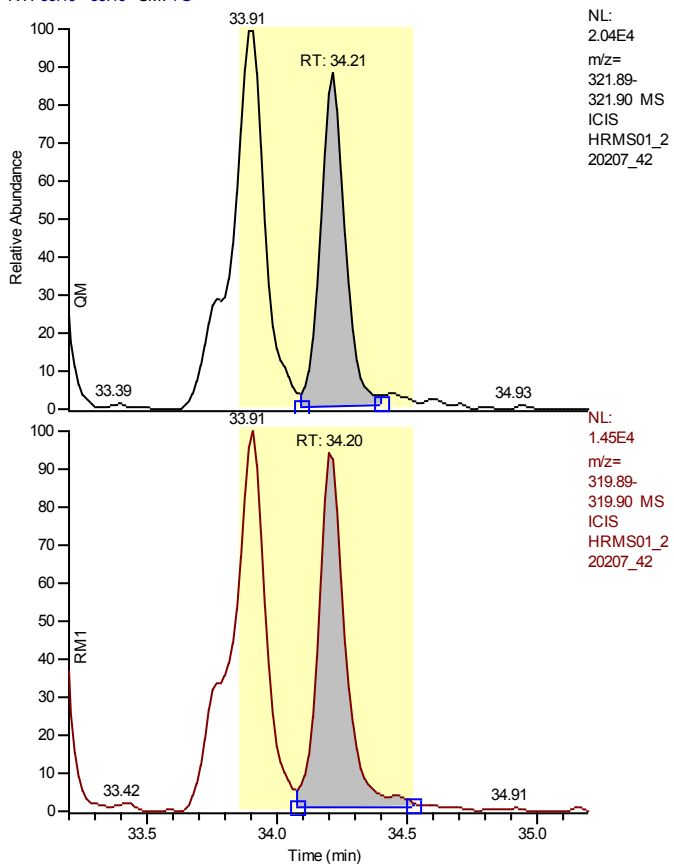 33.91
RT: 34.21
NL:
2.04E4
m/z=
321.89-
321.90 MS
ICIS
HRMS01_2
20207_42
100
90
80
70
60
50
40
30
20
10
0
Relative Abundance
QM
33.39
34.93
33.91
RT: 34.20
NL:
1.45E4
m/z=
319.89-
319.90 MS
ICIS
HRMS01_2
20207_42
100
90
80
70
60
50
40
30
20
10
0
RM1
33.42
34.91
33.5 34.0 34.5 35.0
Time (min)